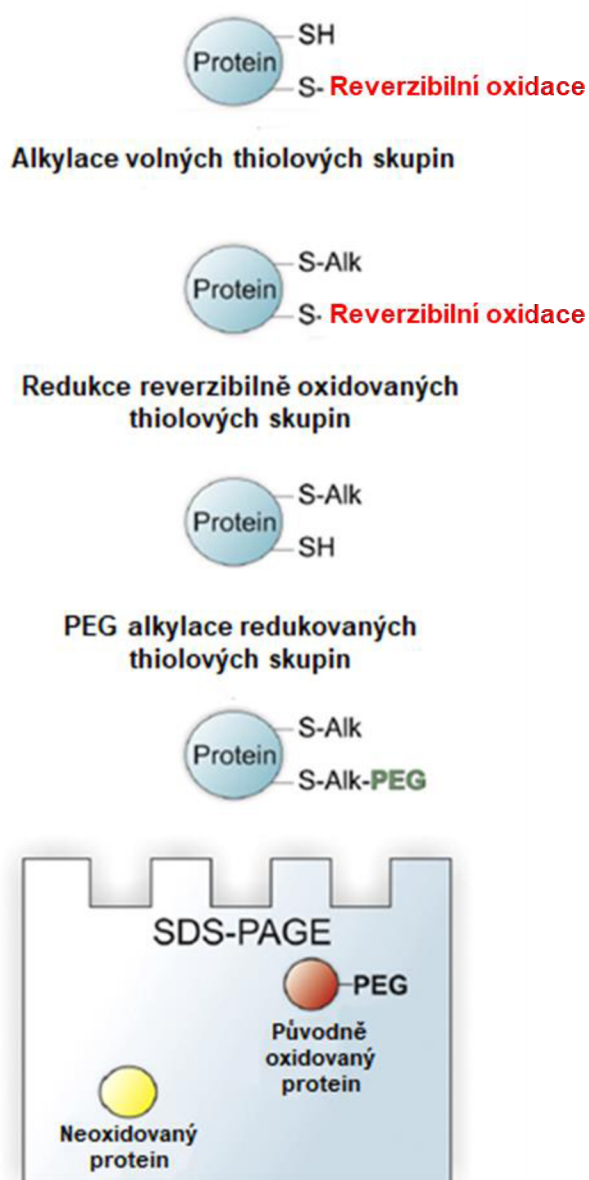 Protein
SH
S- Reverzibilní oxidace
Alkylace volných thiolových skupin
Protein
S-Alk
S- Reverzibilní oxidace
Redukce reverzibilně oxidovaných
thiolových skupin
Protein
S-Alk
SH
PEG alkylace redukovaných
thiolových skupin
Protein
S-Alk
S-Alk-PEG
SDS-PAGE
PEG
Původně
oxidovaný
protein
Neoxidovaný
protein